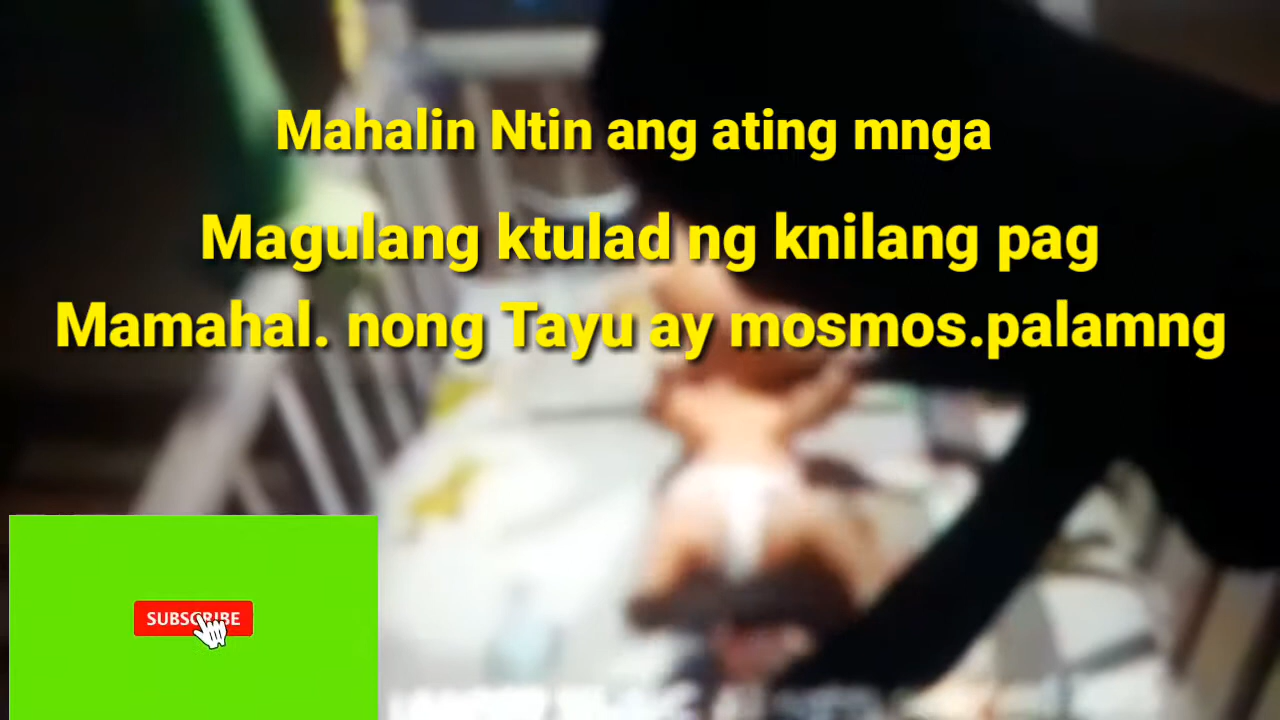 Mahalin Ntin ang ating mnga
Magulang ktulad ng knilang pag
Mamahal. nong Tayu ay mosmos.palamng
SUBSCRIBE